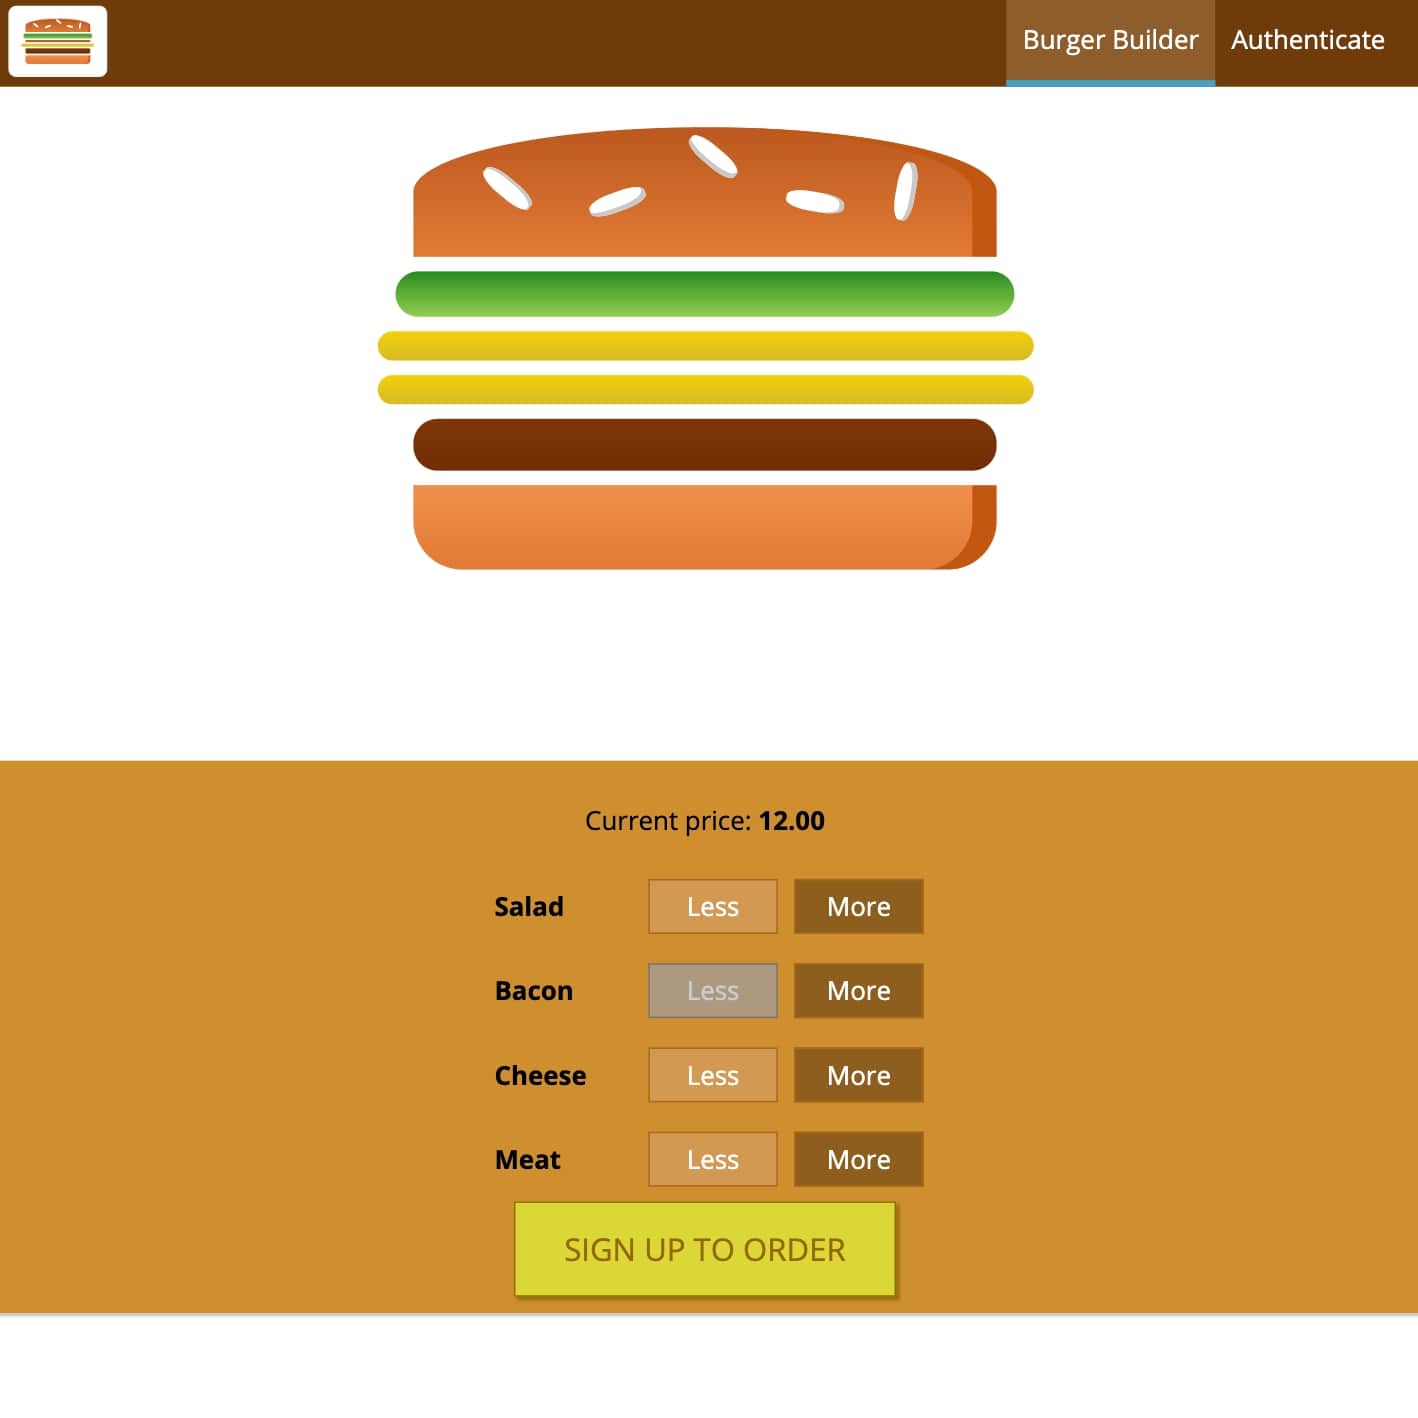 Burger Builder Authenticate
Current price: 12.00
Salad Less More
Bacon Less More
Cheese Less More
Meat Less More
SIGN UP TO ORDER